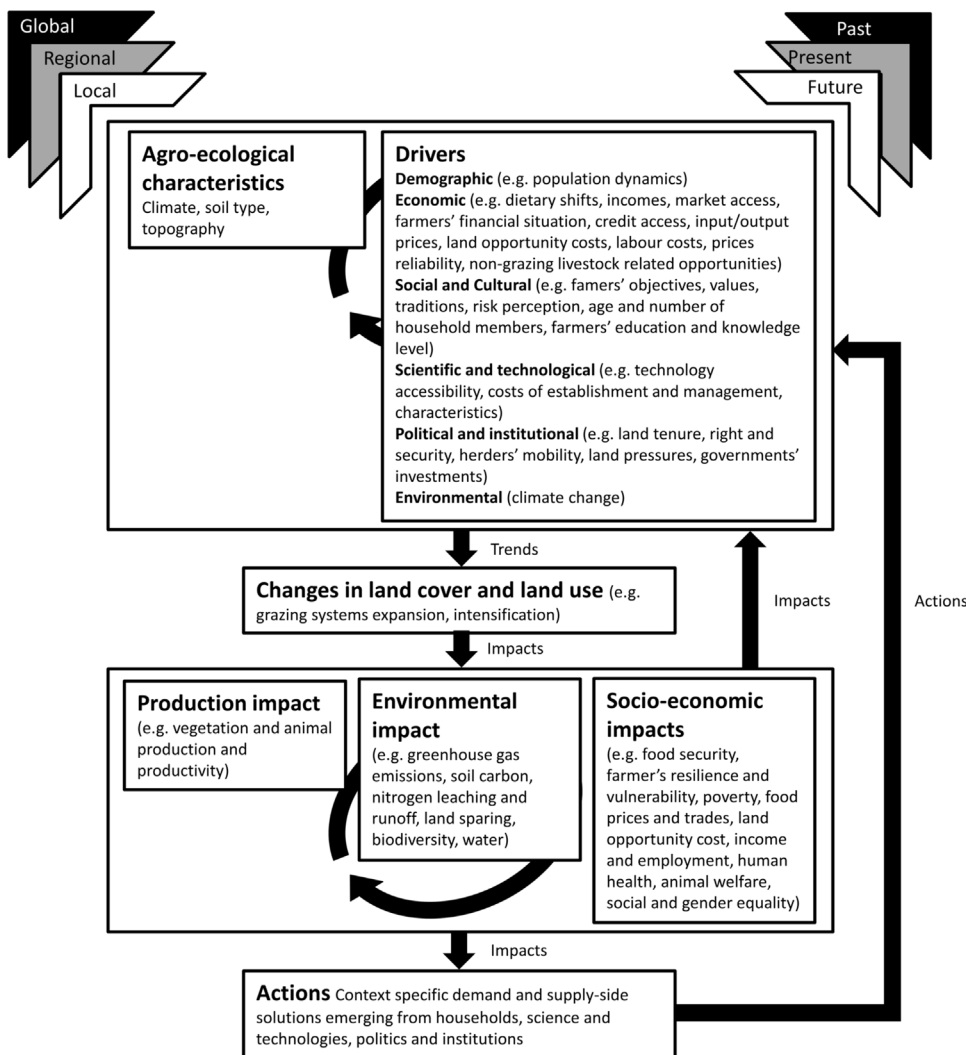 Global
Regional
Local
Past
Present
Future
Agro-ecological
characteristics
Climate, soil type,
topography
Drivers
Demographic (e.g. population dynamics)
Economic (e.g. dietary shifts, incomes, market access,
farmers’ financial situation, credit access, input/output
prices, land opportunity costs, labour costs, prices
reliability, non-grazing livestock related opportunities)
Social and Cultural (e.g. famers’ objectives, values,
traditions, risk perception, age and number of
household members, farmers’ education and knowledge
level)
Scientific and technological (e.g. technology
accessibility, costs of establishment and management,
characteristics)
Political and institutional (e.g. land tenure, right and
security, herders’ mobility, land pressures, governments’
investments)
Environmental (climate change)
Trends
Changes in land cover and land use (e.g.
grazing systems expansion, intensification)
Impacts
Actions
Impacts
Production impact
(e.g. vegetation and animal
production and
productivity)
Environmental
impact
(e.g. greenhouse gas
emissions, soil carbon,
nitrogen leaching and
runoff, land sparing,
biodiversity, water)
Socio-economic
impacts
(e.g. food security,
farmer’s resilience and
vulnerability, poverty, food
prices and trades, land
opportunity cost, income
and employment, human
health, animal welfare,
social and gender equality)
Impacts
Actions Context specific demand and supply-side
solutions emerging from households, science and
technologies, politics and institutions